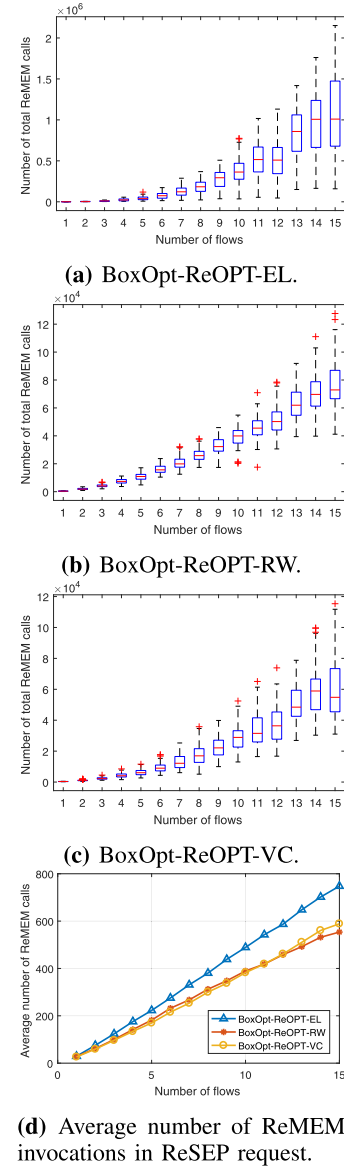 ×10⁶
2
1.5
1
0.5
0
Number of total ReMEM calls
1 2 3 4 5 6 7 8 9 10 11 12 13 14 15
Number of flows
(a) BoxOpt-ReOPT-EL.
×10⁴
12
10
8
6
4
2
0
Number of total ReMEM calls
1 2 3 4 5 6 7 8 9 10 11 12 13 14 15
Number of flows
(b) BoxOpt-ReOPT-RW.
×10⁴
12
10
8
6
4
2
0
Number of total ReMEM calls
1 2 3 4 5 6 7 8 9 10 11 12 13 14 15
Number of flows
(c) BoxOpt-ReOPT-VC.
800
600
400
200
0
Average number of ReMEM calls
BoxOpt-ReOPT-EL
BoxOpt-ReOPT-RW
BoxOpt-ReOPT-VC
0 5 10 15
Number of flows
(d) Average number of ReMEM
invocations in ReSEP request.